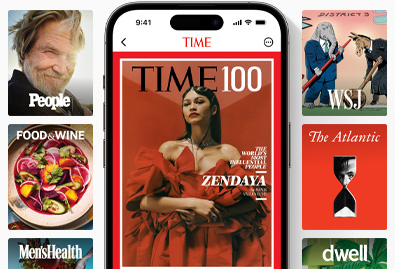 DISTRICT 3
9:41
TIME
People
TIME 100
WSJ
FOOD & WINE
The Atlantic
THE
WORLD'S
MOST
INFLUENTIAL
PEOPLE
ZENDAYA
Men'sHealth
dwell